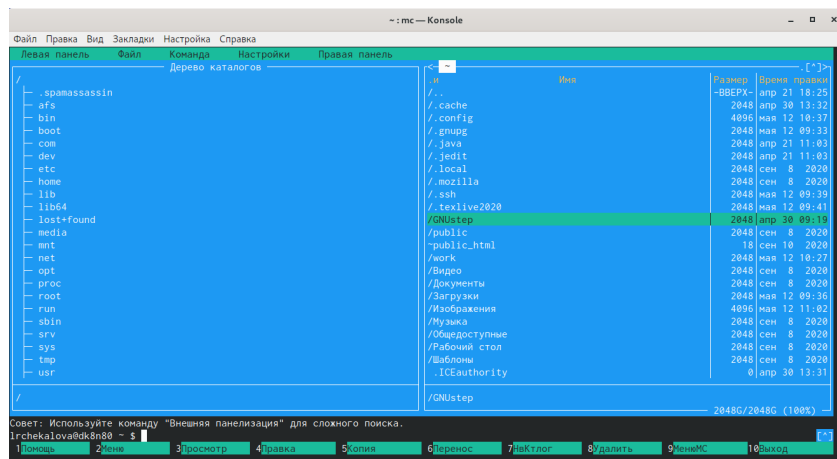 ~ : mc — Konsole
Файл Правка Вид Закладки Настройка Справка
Левая панель Файл Команда Настройки Правая панель
Дерево каталогов
<— ~ .[^]>
/ .и Имя Размер Время правки
├─ .spamassassin /.. -ВВЕРХ- апр 21 18:25
├─ afs /.cache 2048 апр 30 13:32
├─ bin /.config 4096 мая 12 10:37
├─ boot /.gnupg 2048 мая 12 09:33
├─ com /.java 2048 апр 21 11:03
├─ dev /.jedit 2048 апр 21 11:03
├─ etc /.local 2048 сен 8 2020
├─ home /.mozilla 2048 сен 8 2020
├─ lib /.ssh 2048 мая 12 09:39
├─ lib64 /.texlive2020 2048 мая 12 09:41
├─ lost+found /GNUstep 2048 апр 30 09:19
├─ media /public 2048 сен 8 2020
├─ mnt ~public_html 18 сен 10 2020
├─ net /work 2048 мая 12 10:27
├─ opt /Видео 2048 сен 8 2020
├─ proc /Документы 2048 сен 8 2020
├─ root /Загрузки 2048 мая 12 09:36
├─ run /Изображения 4096 мая 12 11:02
├─ sbin /Музыка 2048 сен 8 2020
├─ srv /Общедоступные 2048 сен 8 2020
├─ sys /Рабочий стол 2048 сен 8 2020
├─ tmp /Шаблоны 2048 сен 8 2020
├─ usr .ICEauthority 0 апр 30 13:31
/ /GNUstep
2048G/2048G (100%)
Совет: Используйте команду "Внешняя панелизация" для сложного поиска.
lrchekalova@dk8n80 ~ $ [^]
1Помощь 2Меню 3Просмотр 4Правка 5Копия 6Перенос 7НвКтлог 8Удалить 9МенюMC 10Выход